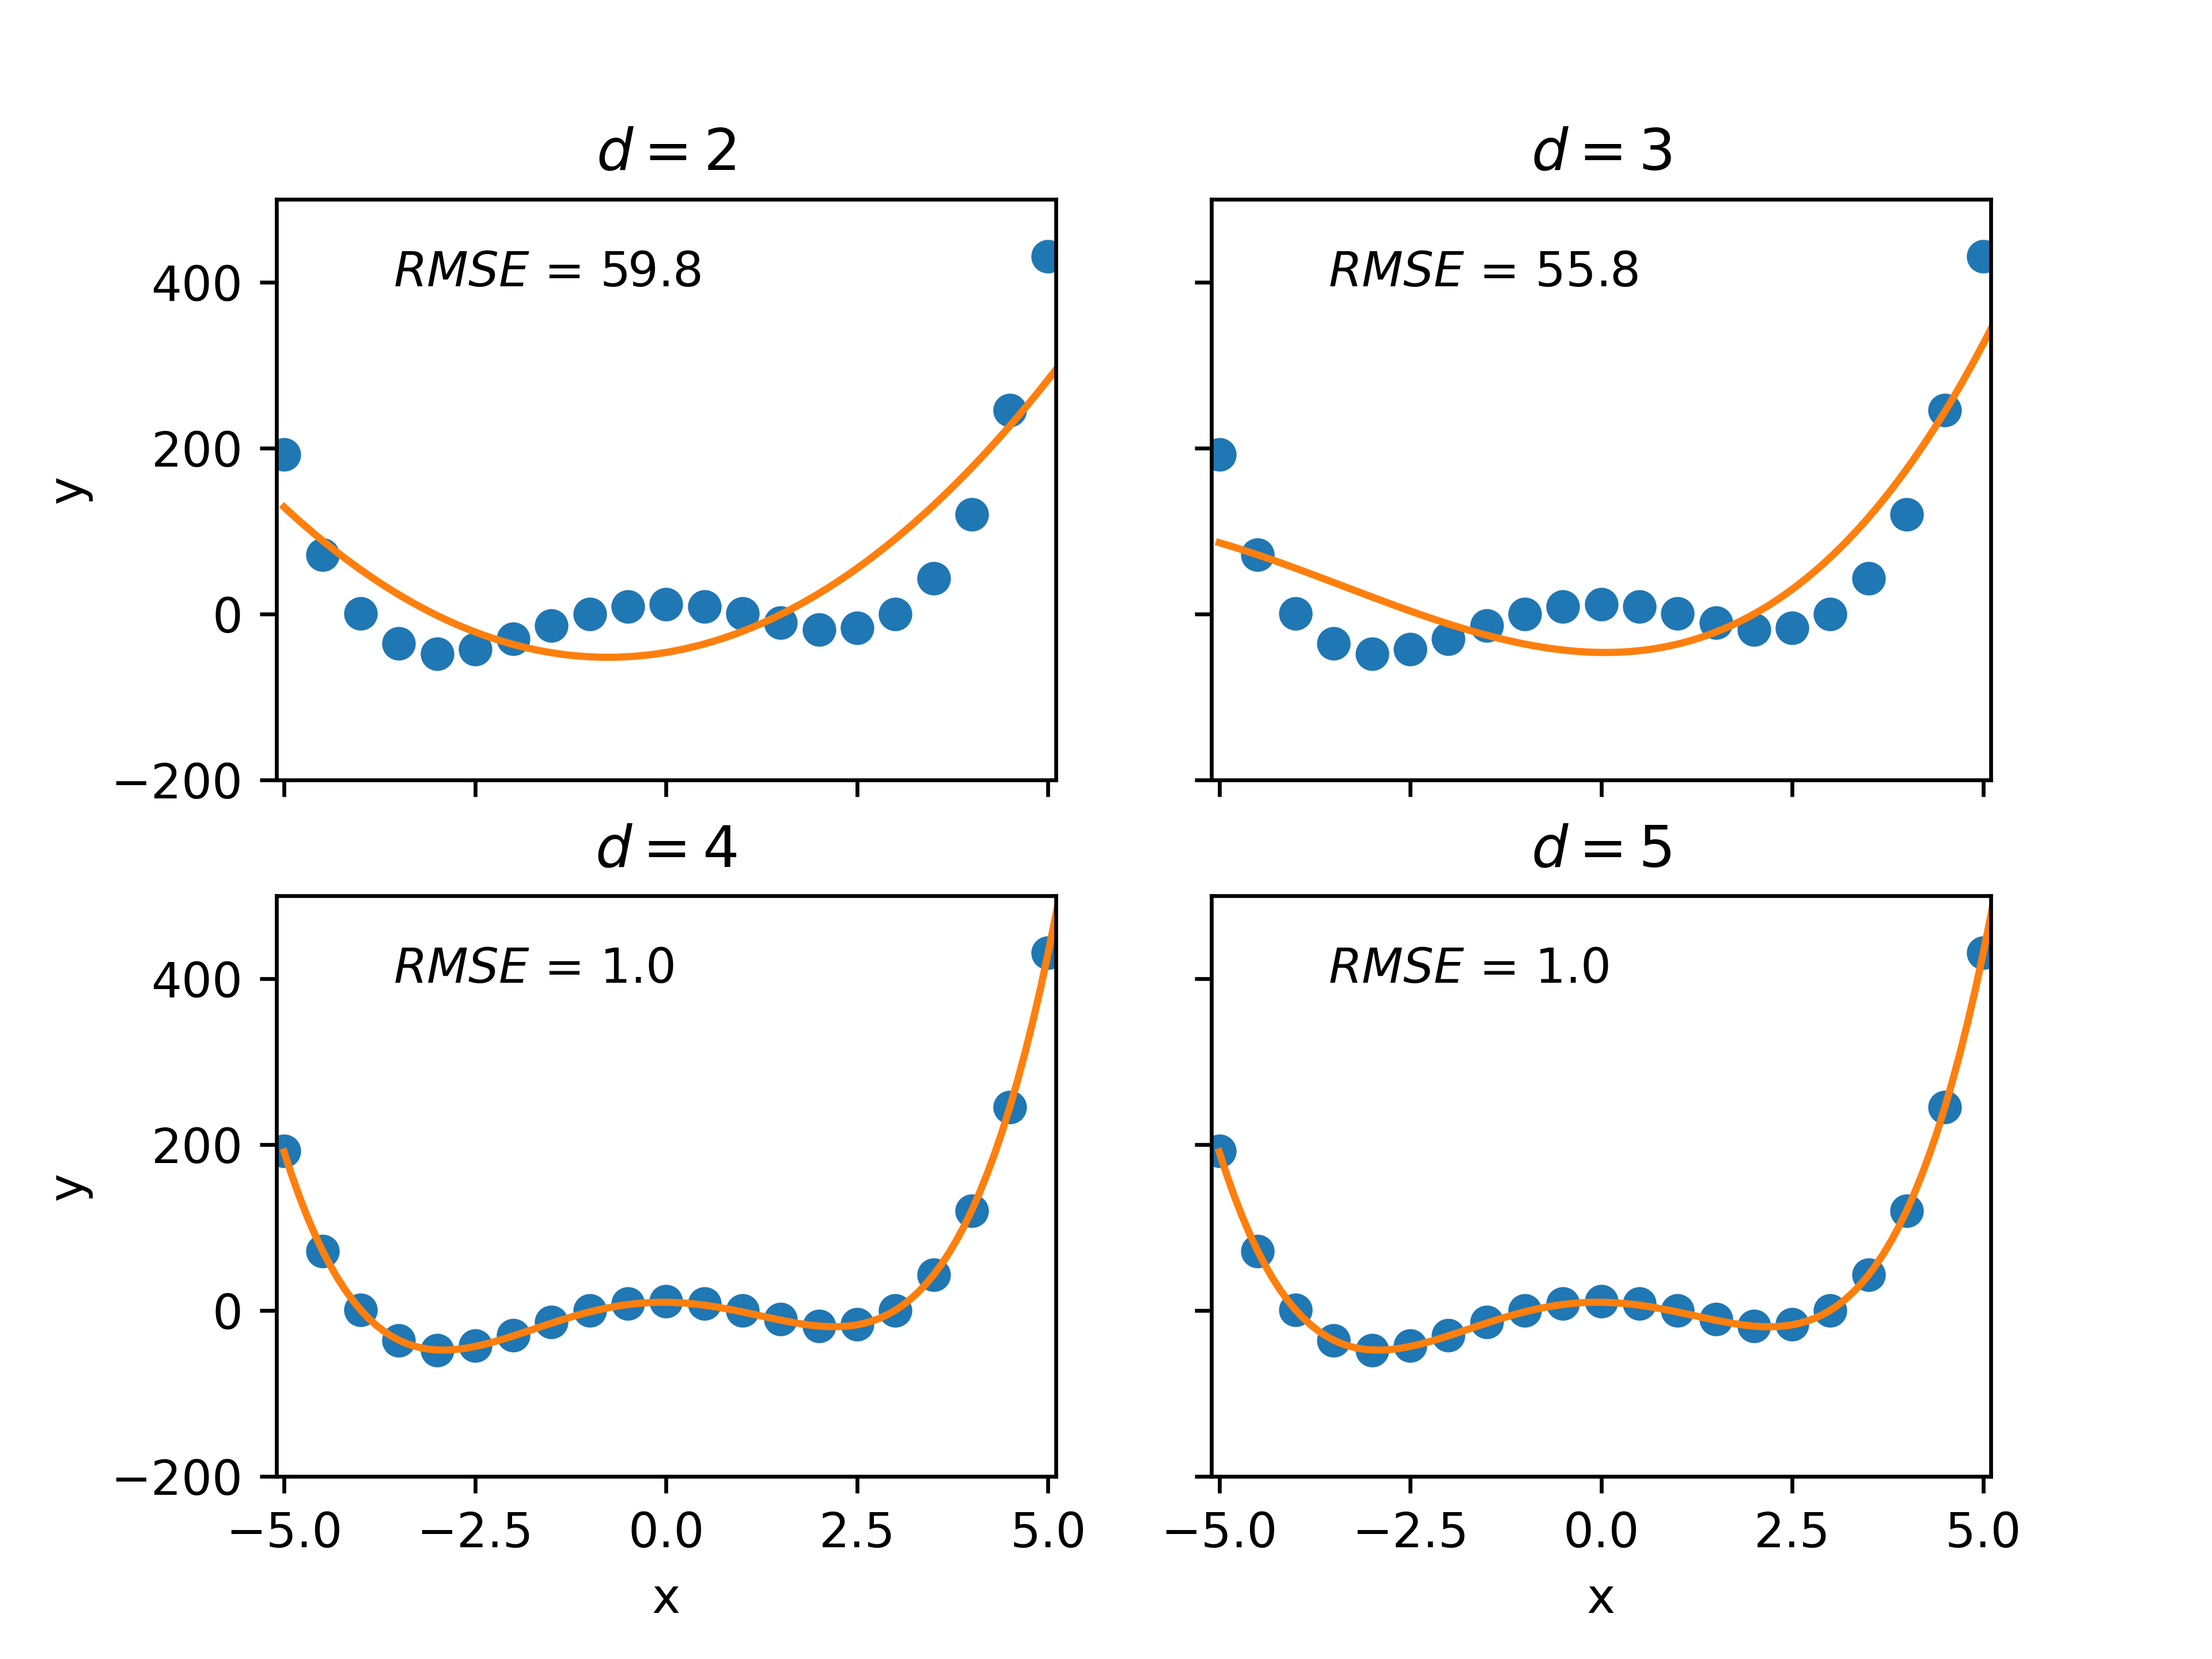 d = 2
d = 3
RMSE = 59.8
RMSE = 55.8
400
200
0
−200
y
d = 4
d = 5
RMSE = 1.0
RMSE = 1.0
400
200
0
−200
y
−5.0 −2.5 0.0 2.5 5.0
−5.0 −2.5 0.0 2.5 5.0
x
x